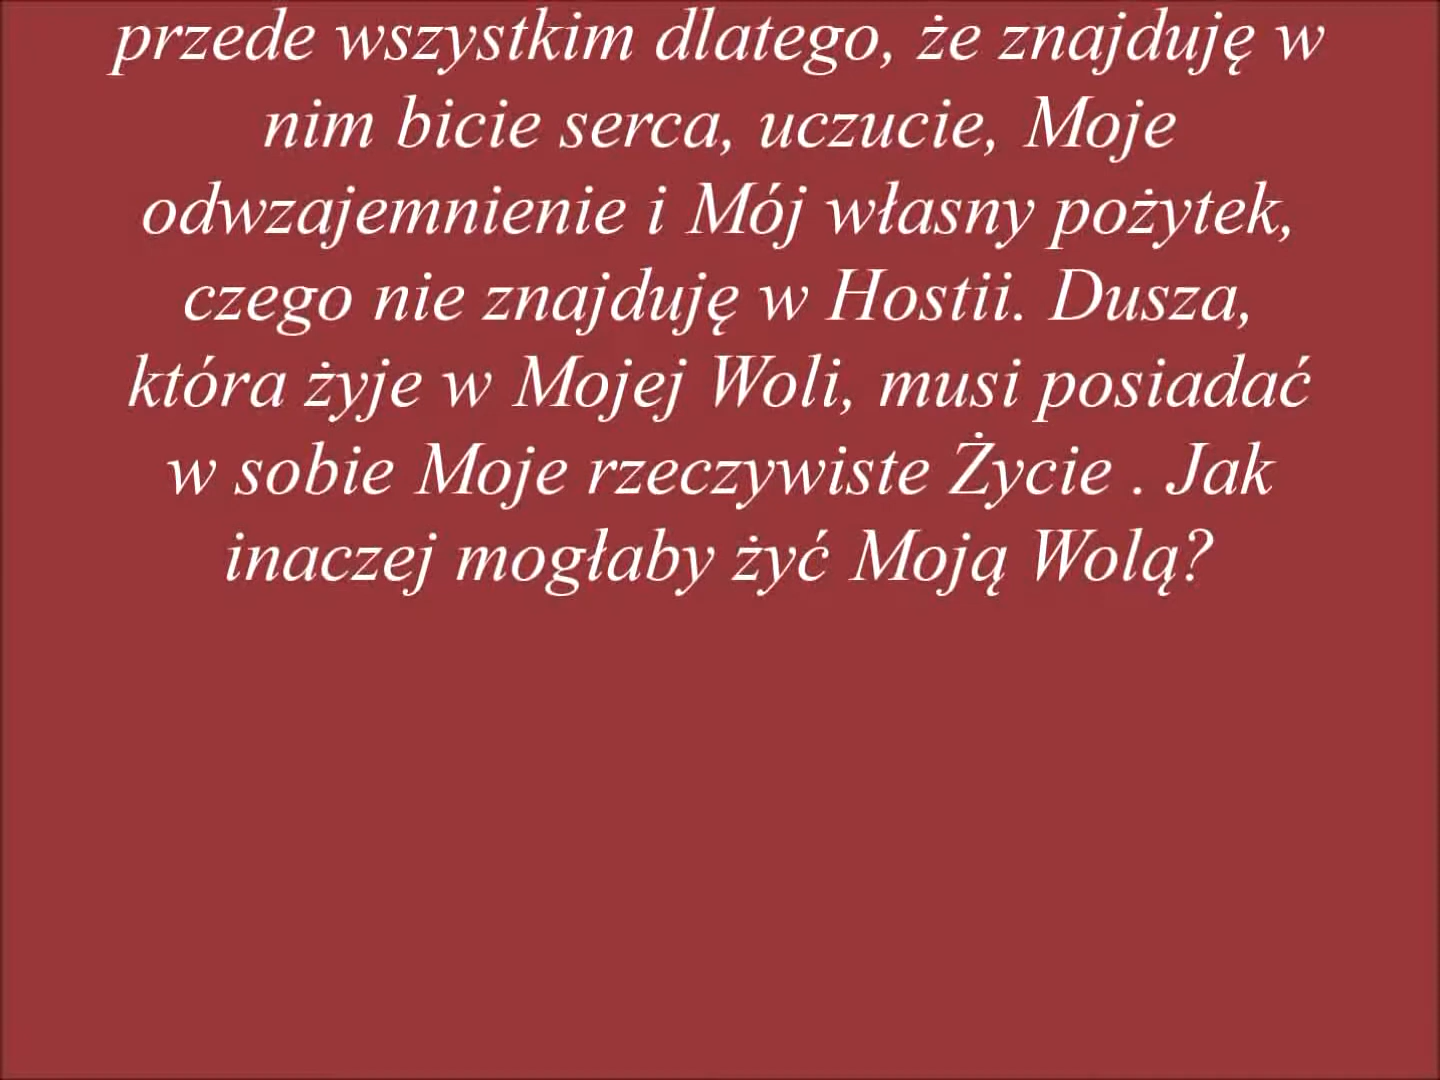 przede wszystkim dlatego, że znajduję w
nim bicie serca, uczucie, Moje
odwzajemnienie i Mój własny pożytek,
czego nie znajduję w Hostii. Dusza,
która żyje w Mojej Woli, musi posiadać
w sobie Moje rzeczywiste Życie . Jak
inaczej mogłaby żyć Moją Wolą?